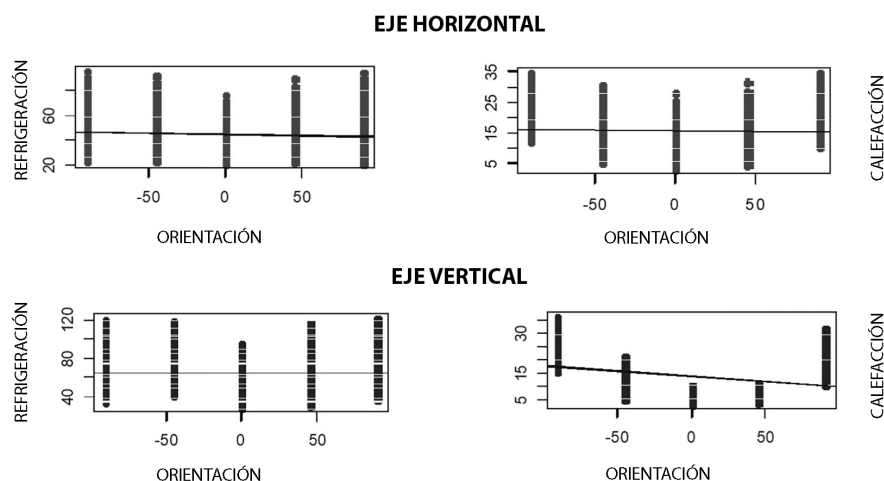 EJE HORIZONTAL
REFRIGERACIÓN
60
20
-50 0 50
ORIENTACIÓN
35
25
15
5
-50 0 50
ORIENTACIÓN
CALEFACCIÓN
EJE VERTICAL
REFRIGERACIÓN
120
80
40
-50 0 50
ORIENTACIÓN
30
15
5
-50 0 50
ORIENTACIÓN
CALEFACCIÓN